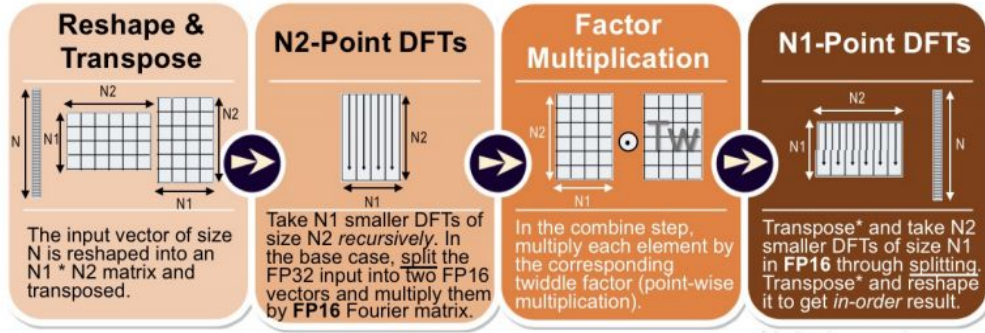 Reshape &
Transpose
N
N2
N1
N2
N1
The input vector of size
N is reshaped into an
N1 * N2 matrix and
transposed.
N2-Point DFTs
N2
N1
Take N1 smaller DFTs of
size N2 recursively. In
the base case, split the
FP32 input into two FP16
vectors and multiply them
by FP16 Fourier matrix.
Factor
Multiplication
N2
Tw
N1
In the combine step,
multiply each element by
the corresponding
twiddle factor (point-wise
multiplication).
N1-Point DFTs
N2
N1
N
Transpose* and take N2
smaller DFTs of size N1
in FP16 through splitting.
Transpose* and reshape
it to get in-order result.